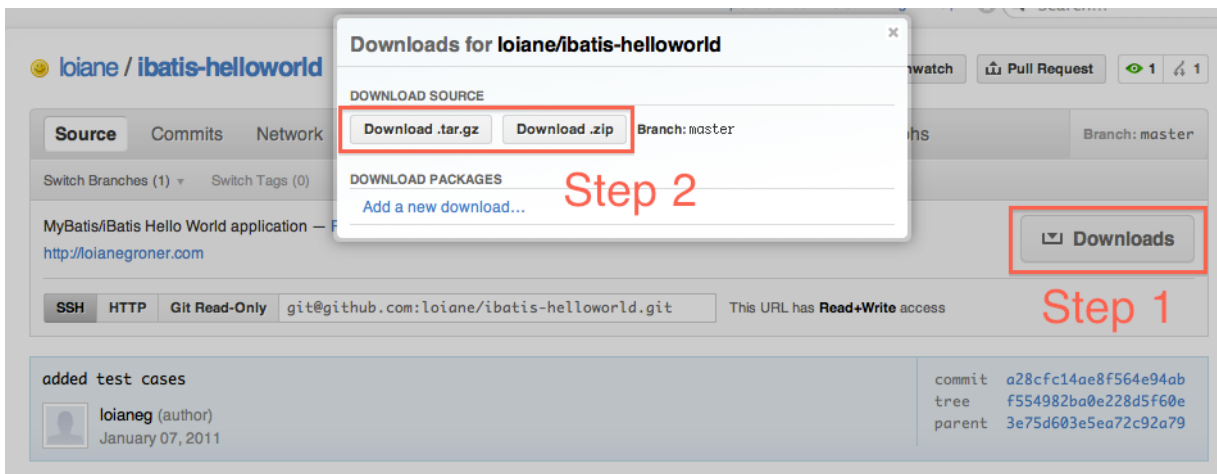 Search...
loiane / ibatis-helloworld
Downloads for loiane/ibatis-helloworld
×
nwatch
Pull Request
1
1
DOWNLOAD SOURCE
Download .tar.gz
Download .zip
Branch: master
Source
Commits
Network
hs
Branch: master
Switch Branches (1)
Switch Tags (0)
DOWNLOAD PACKAGES
Add a new download...
Step 2
MyBatis/iBatis Hello World application —
http://loianegroner.com
Downloads
Step 1
SSH
HTTP
Git Read-Only
git@github.com:loiane/ibatis-helloworld.git
This URL has Read+Write access
added test cases
loianeg (author)
January 07, 2011
commit a28cfc14ae8f564e94ab
tree f554982ba0e228d5f60e
parent 3e75d603e5ea72c92a79